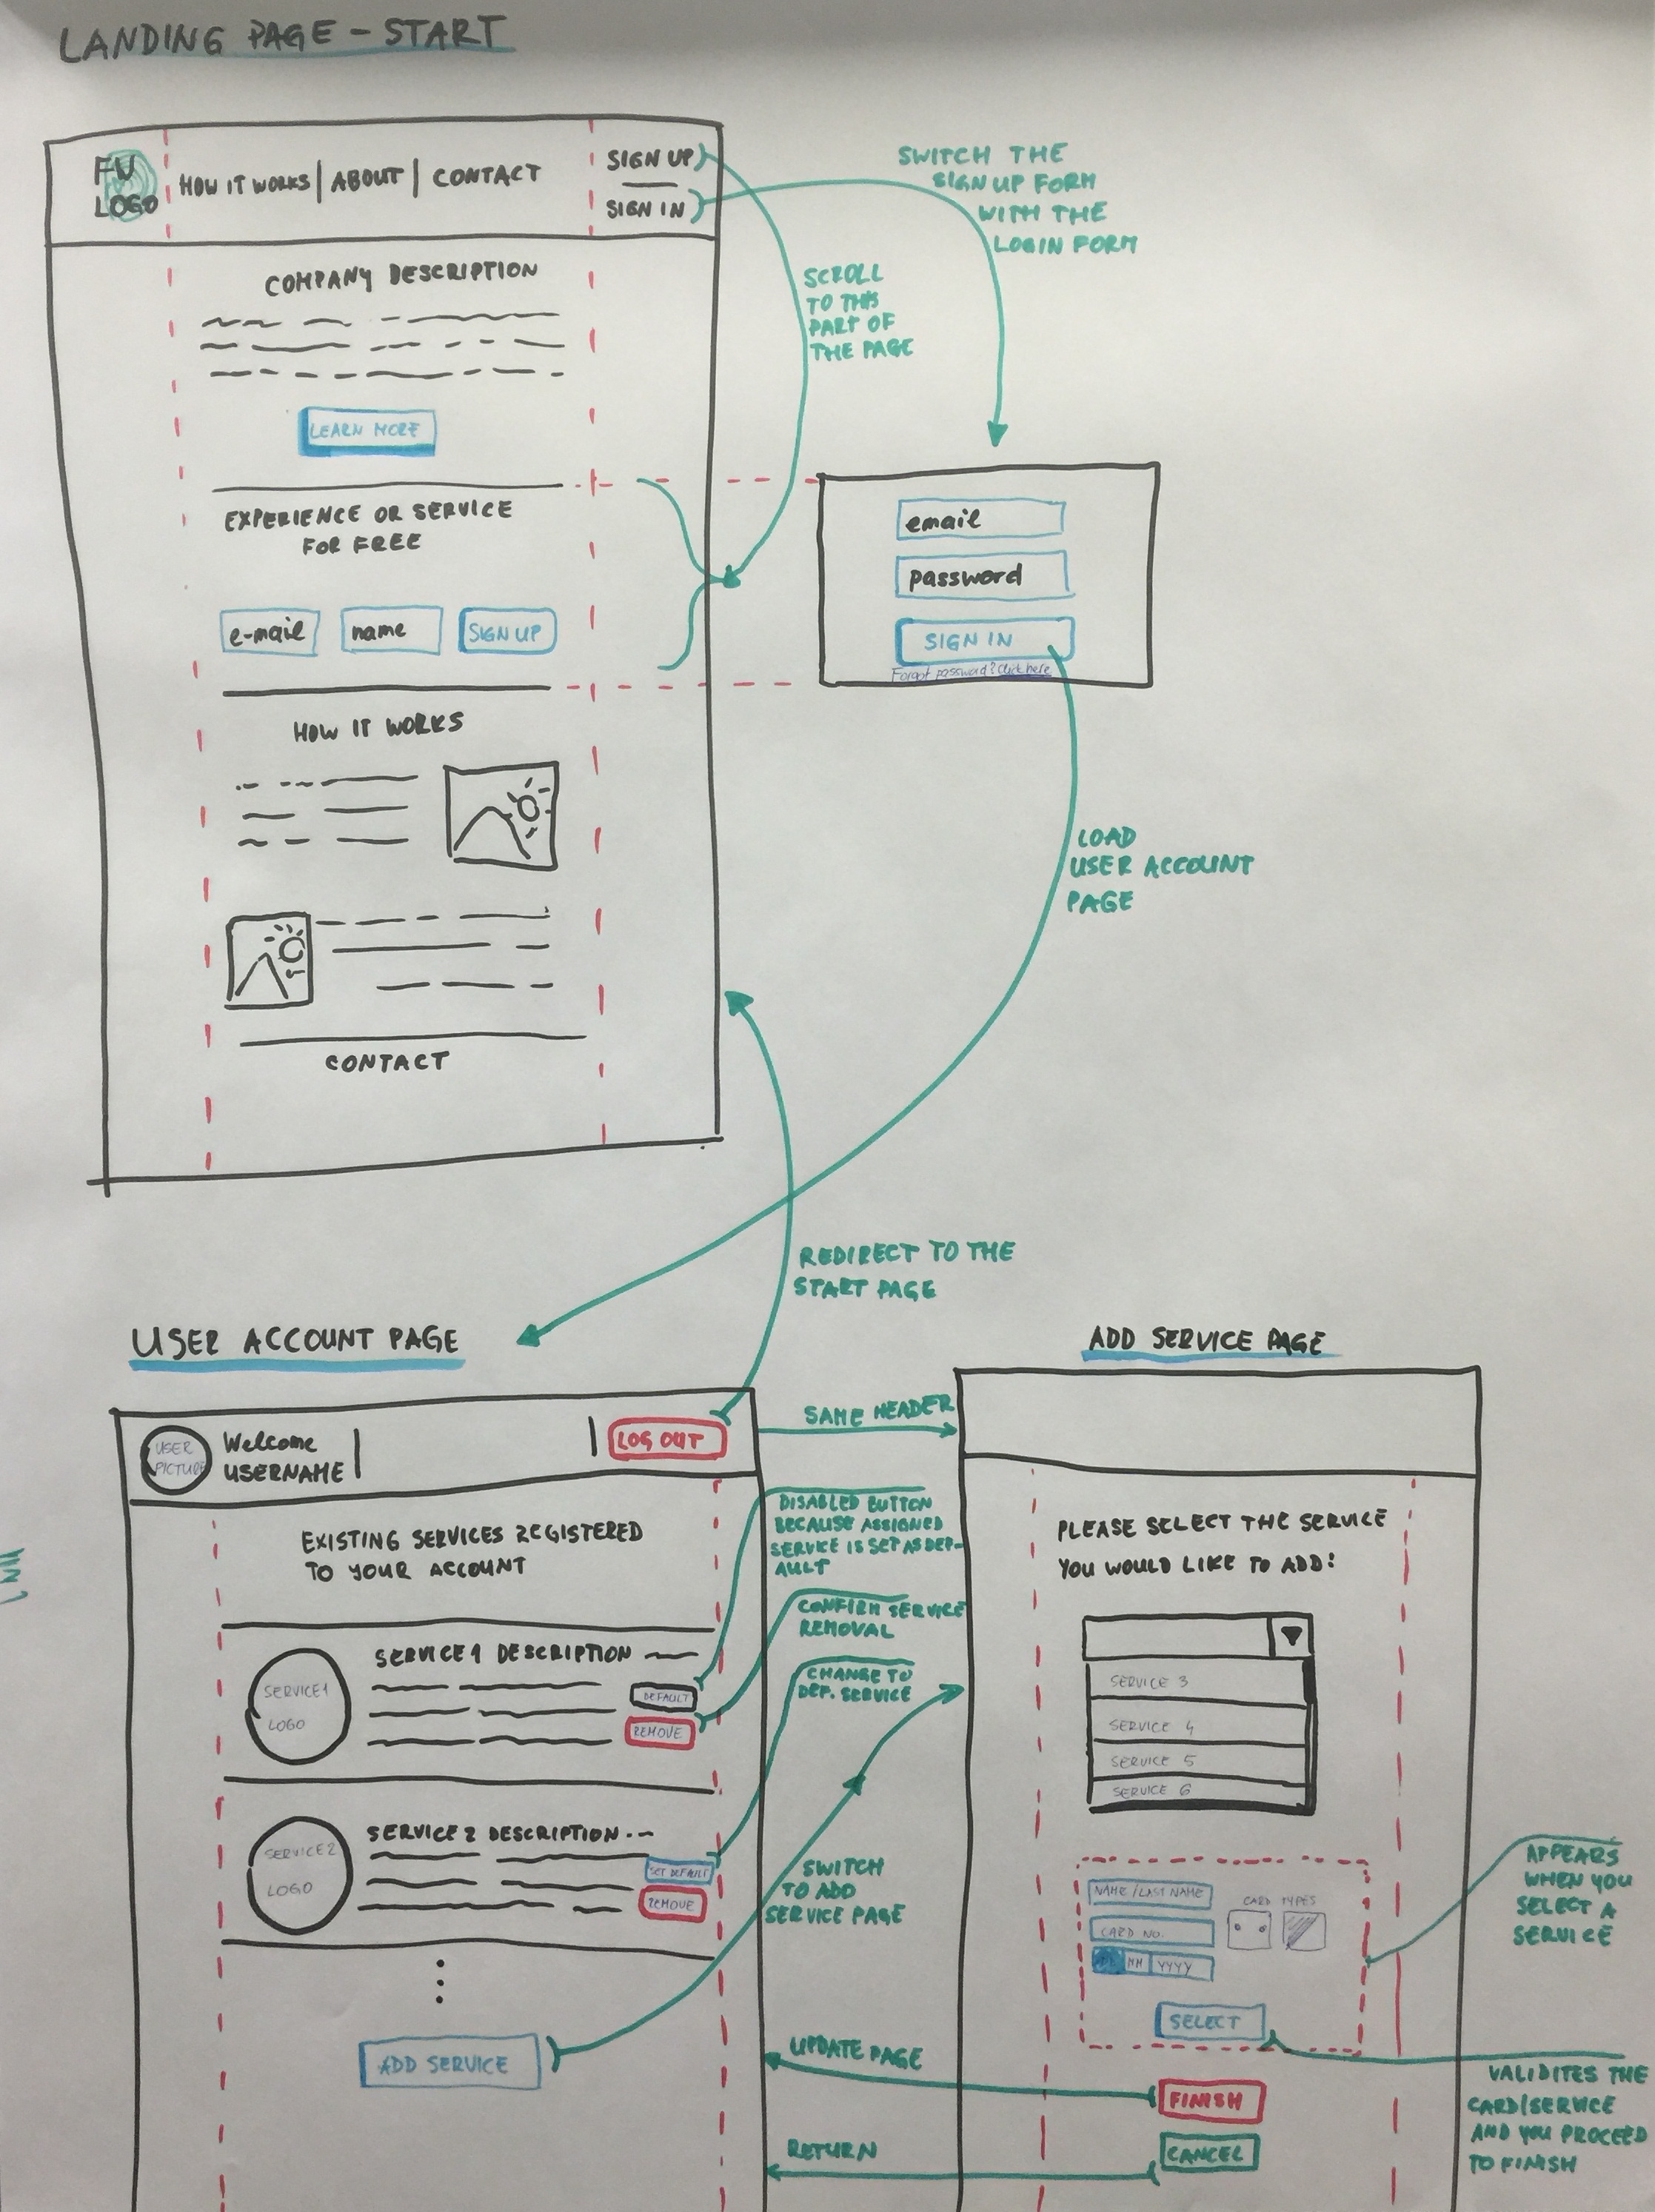 LANDING PAGE - START
FV
LOGO
HOW IT WORKS | ABOUT | CONTACT
SIGN UP
SIGN IN
SWITCH THE
SIGN UP FORM
WITH THE
LOGIN FORM
SCROLL
TO THIS
PART OF
THE PAGE
COMPANY DESCRIPTION
LEARN MORE
EXPERIENCE OR SERVICE
FOR FREE
e-mail
name
SIGN UP
email
password
SIGN IN
Forgot password? Click here
HOW IT WORKS
LOAD
USER ACCOUNT
PAGE
CONTACT
REDIRECT TO THE
START PAGE
USER ACCOUNT PAGE
USER
PICTURE
Welcome
USERNAME
LOG OUT
SAME HEADER
EXISTING SERVICES REGISTERED
TO YOUR ACCOUNT
DISABLED BUTTON
BECAUSE ASSIGNED
SERVICE IS SET AS DEF-
AULT
CONFIRM SERVICE
REMOVAL
CHANGE TO
DEF. SERVICE
SERVICE1
LOGO
SERVICE 1 DESCRIPTION
DEFAULT
REMOVE
SERVICE2
LOGO
SERVICE 2 DESCRIPTION
SET DEFAULT
REMOVE
SWITCH
TO ADD
SERVICE PAGE
ADD SERVICE
ADD SERVICE PAGE
PLEASE SELECT THE SERVICE
YOU WOULD LIKE TO ADD:
SERVICE 3
SERVICE 4
SERVICE 5
SERVICE 6
APPEARS
WHEN YOU
SELECT A
SERVICE
NAME / LAST NAME
CARD NO.
MM
YYYY
CARD TYPES
SELECT
VALIDITES THE
CARD/SERVICE
AND YOU PROCEED
TO FINISH
UPDATE PAGE
FINISH
RETURN
CANCEL